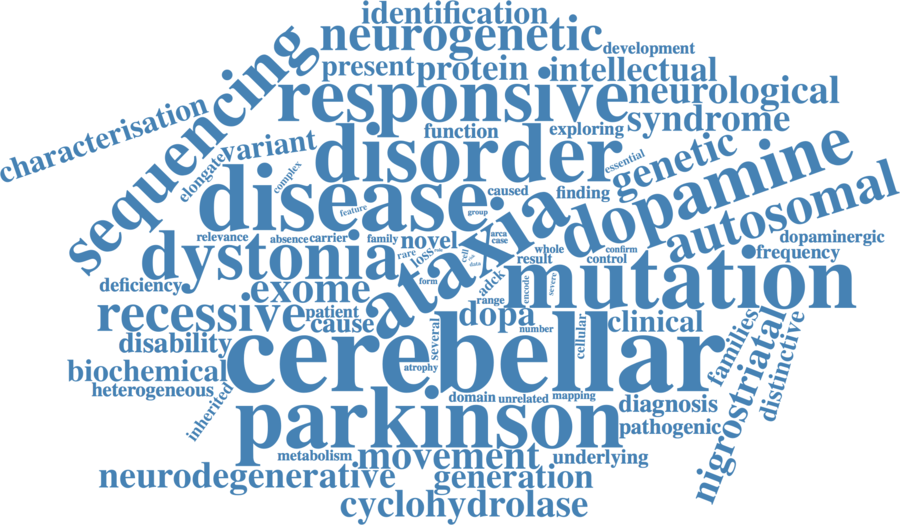 identification
neurogenetic
development
present
protein
intellectual
sequencing
responsive
neurological
characterisation
function
exploring
syndrome
variant
disorder
essential
genetic
dopamine
elongate
complex
disease
caused
finding
feature
group
ataxia
autosomal
relevance
absence
carrier
family
novel
arca
case
dopaminergic
dystonia
rare
loss
cell
data
whole
confirm
frequency
result
control
deficiency
exome
form
adck
mutation
encode
severe
range
recessive
patient
cause
dopa
number
cellular
clinical
families
nigrostriatal
distinctive
disability
several
cerebellar
biochemical
atrophy
heterogeneous
inherited
domain
unrelated
mapping
diagnosis
parkinson
pathogenic
metabolism
movement
underlying
neurodegenerative
generation
cyclohydrolase